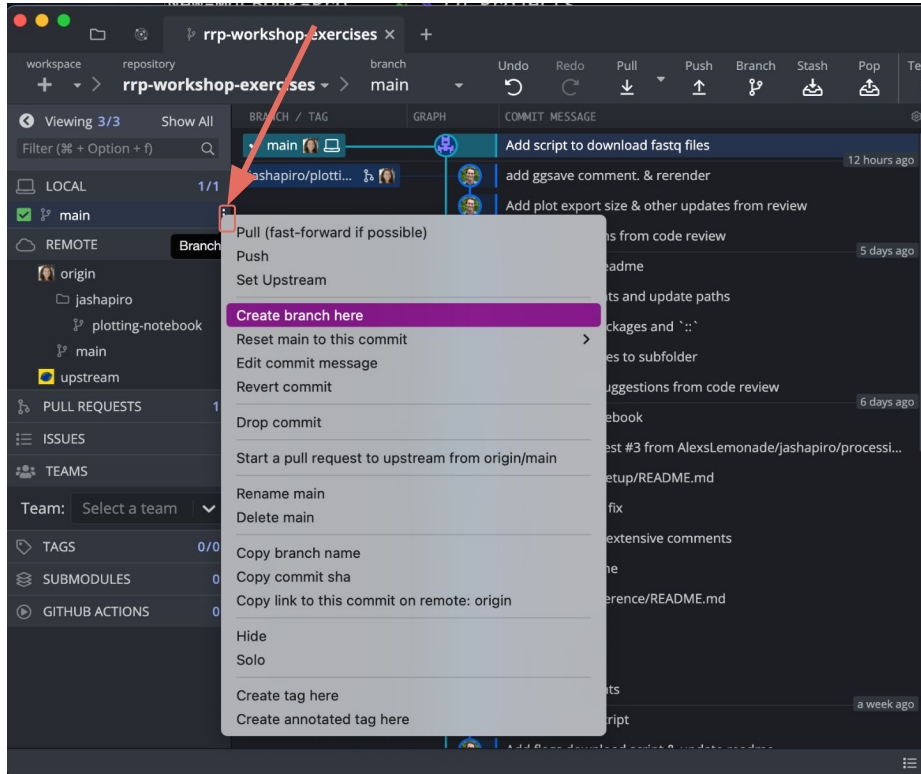 rrp-workshop-exercises × +
workspace repository branch Undo Redo Pull Push Branch Stash Pop Te
+ > rrp-workshop-exercises > main
Viewing 3/3 Show All BRANCH / TAG GRAPH COMMIT MESSAGE
Filter (⌘ + Option + f) main Add script to download fastq files
12 hours ago
LOCAL 1/1 jashapiro/plotti... add ggsave comment. & rerender
main Add plot export size & other updates from review
REMOTE Branch
origin
jashapiro
plotting-notebook
main
upstream
PULL REQUESTS 1
ISSUES
TEAMS
Team: Select a team
TAGS 0/0
SUBMODULES 0
GITHUB ACTIONS 0
Pull (fast-forward if possible)
Push
Set Upstream
Create branch here
Reset main to this commit >
Edit commit message
Revert commit
Drop commit
Start a pull request to upstream from origin/main
Rename main
Delete main
Copy branch name
Copy commit sha
Copy link to this commit on remote: origin
Hide
Solo
Create tag here
Create annotated tag here
s from code review
5 days ago
eadme
ts and update paths
ckages and `::`
es to subfolder
uggestions from code review
6 days ago
ebook
est #3 from AlexsLemonade/jashapiro/processi...
etup/README.md
fix
extensive comments
ne
erence/README.md
ts
a week ago
ript